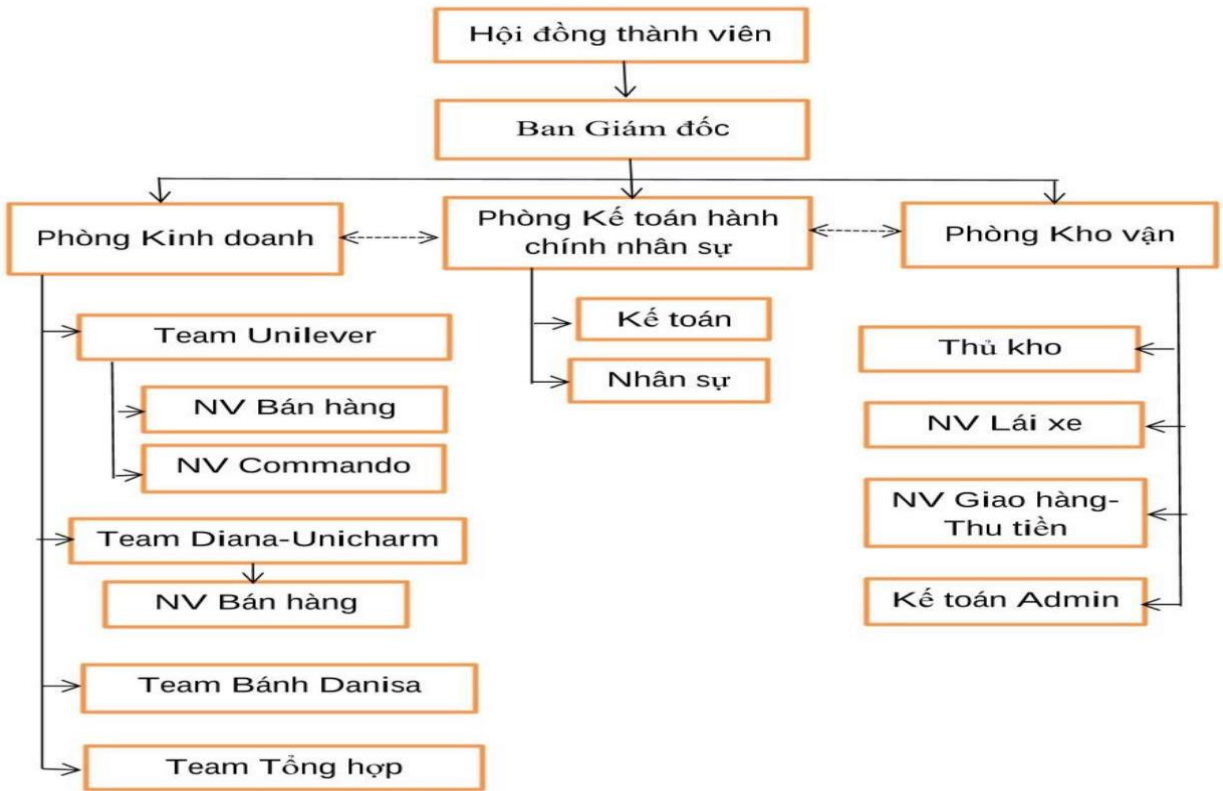 Hội đồng thành viên
Ban Giám đốc
Phòng Kinh doanh
Phòng Kế toán hành
chính nhân sự
Phòng Kho vận
Team Unilever
NV Bán hàng
NV Commando
Team Diana-Unicharm
NV Bán hàng
Team Bánh Danisa
Team Tổng hợp
Kế toán
Nhân sự
Thủ kho
NV Lái xe
NV Giao hàng-
Thu tiền
Kế toán Admin